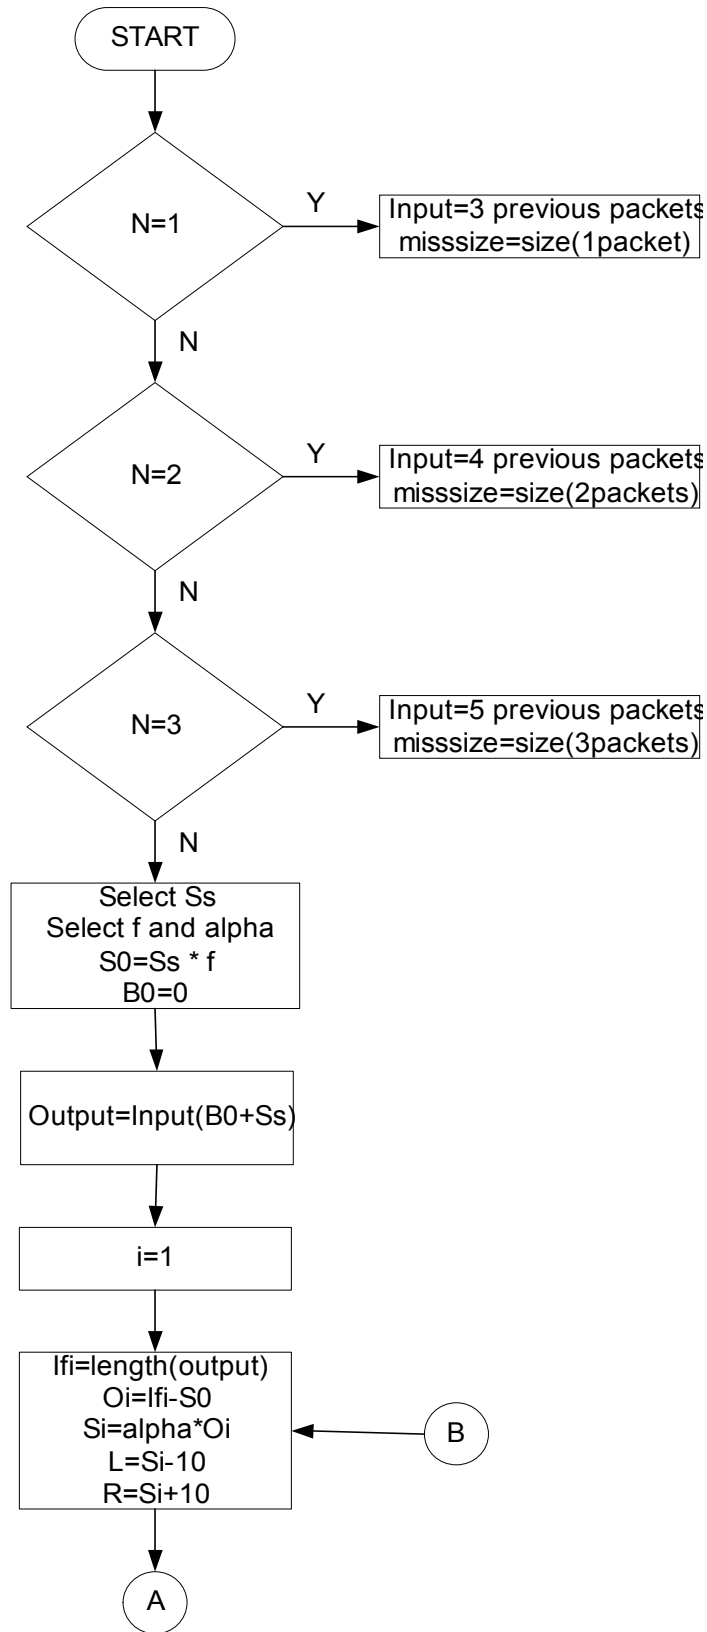 START
N=1
Y
Input=3 previous packets
misssize=size(1packet)
N
N=2
Y
Input=4 previous packets
misssize=size(2packets)
N
N=3
Y
Input=5 previous packets
misssize=size(3packets)
N
Select Ss
Select f and alpha
S0=Ss * f
B0=0
Output=Input(B0+Ss)
i=1
lfi=length(output)
Oi=lfi-S0
Si=alpha*Oi
L=Si-10
R=Si+10
B
A